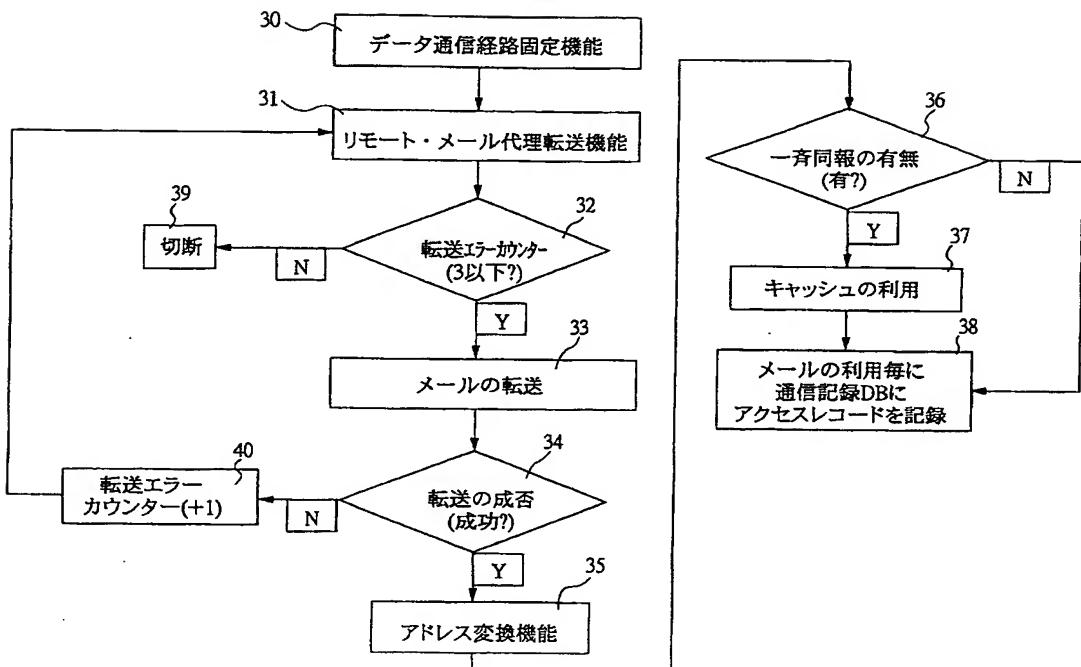 30
データ通信経路固定機能
31
リモート・メール代理転送機能
32
転送エラーカウンター
(3以下?)
N
39
切断
Y
33
メールの転送
34
転送の成否
(成功?)
N
40
転送エラー
カウンター(+1)
Y
35
アドレス変換機能
36
一斉同報の有無
(有?)
N
Y
37
キャッシュの利用
38
メールの利用毎に
通信記録DBに
アクセスレコードを記録